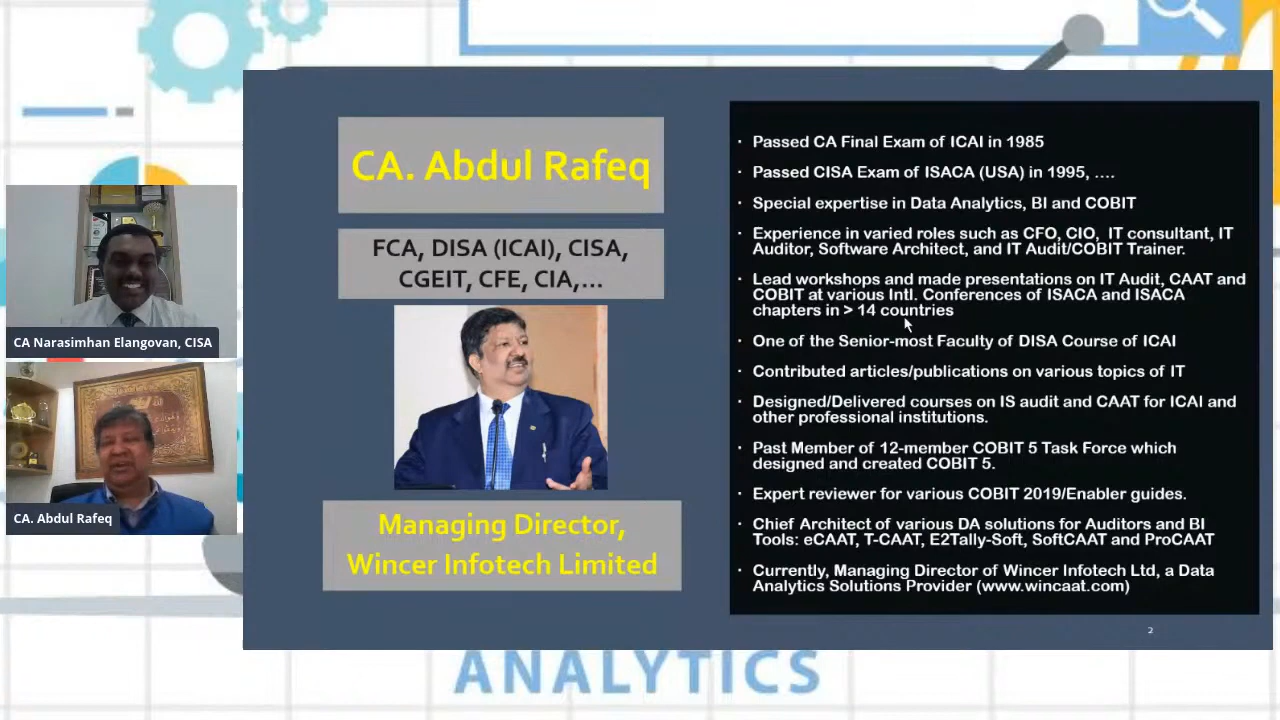 CA Narasimhan Elangovan, CISA
CA. Abdul Rafeq
CA. Abdul Rafeq
FCA, DISA (ICAI), CISA,
CGEIT, CFE, CIA,...
Managing Director,
Wincer Infotech Limited
· Passed CA Final Exam of ICAI in 1985
· Passed CISA Exam of ISACA (USA) in 1995, ....
· Special expertise in Data Analytics, BI and COBIT
· Experience in varied roles such as CFO, CIO, IT consultant, IT
Auditor, Software Architect, and IT Audit/COBIT Trainer.
· Lead workshops and made presentations on IT Audit, CAAT and
COBIT at various Intl. Conferences of ISACA and ISACA
chapters in > 14 countries
· One of the Senior-most Faculty of DISA Course of ICAI
· Contributed articles/publications on various topics of IT
· Designed/Delivered courses on IS audit and CAAT for ICAI and
other professional institutions.
· Past Member of 12-member COBIT 5 Task Force which
designed and created COBIT 5.
· Expert reviewer for various COBIT 2019/Enabler guides.
· Chief Architect of various DA solutions for Auditors and BI
Tools: eCAAT, T-CAAT, E2Tally-Soft, SoftCAAT and ProCAAT
· Currently, Managing Director of Wincer Infotech Ltd, a Data
Analytics Solutions Provider (www.wincaat.com)
2
ANALYTICS